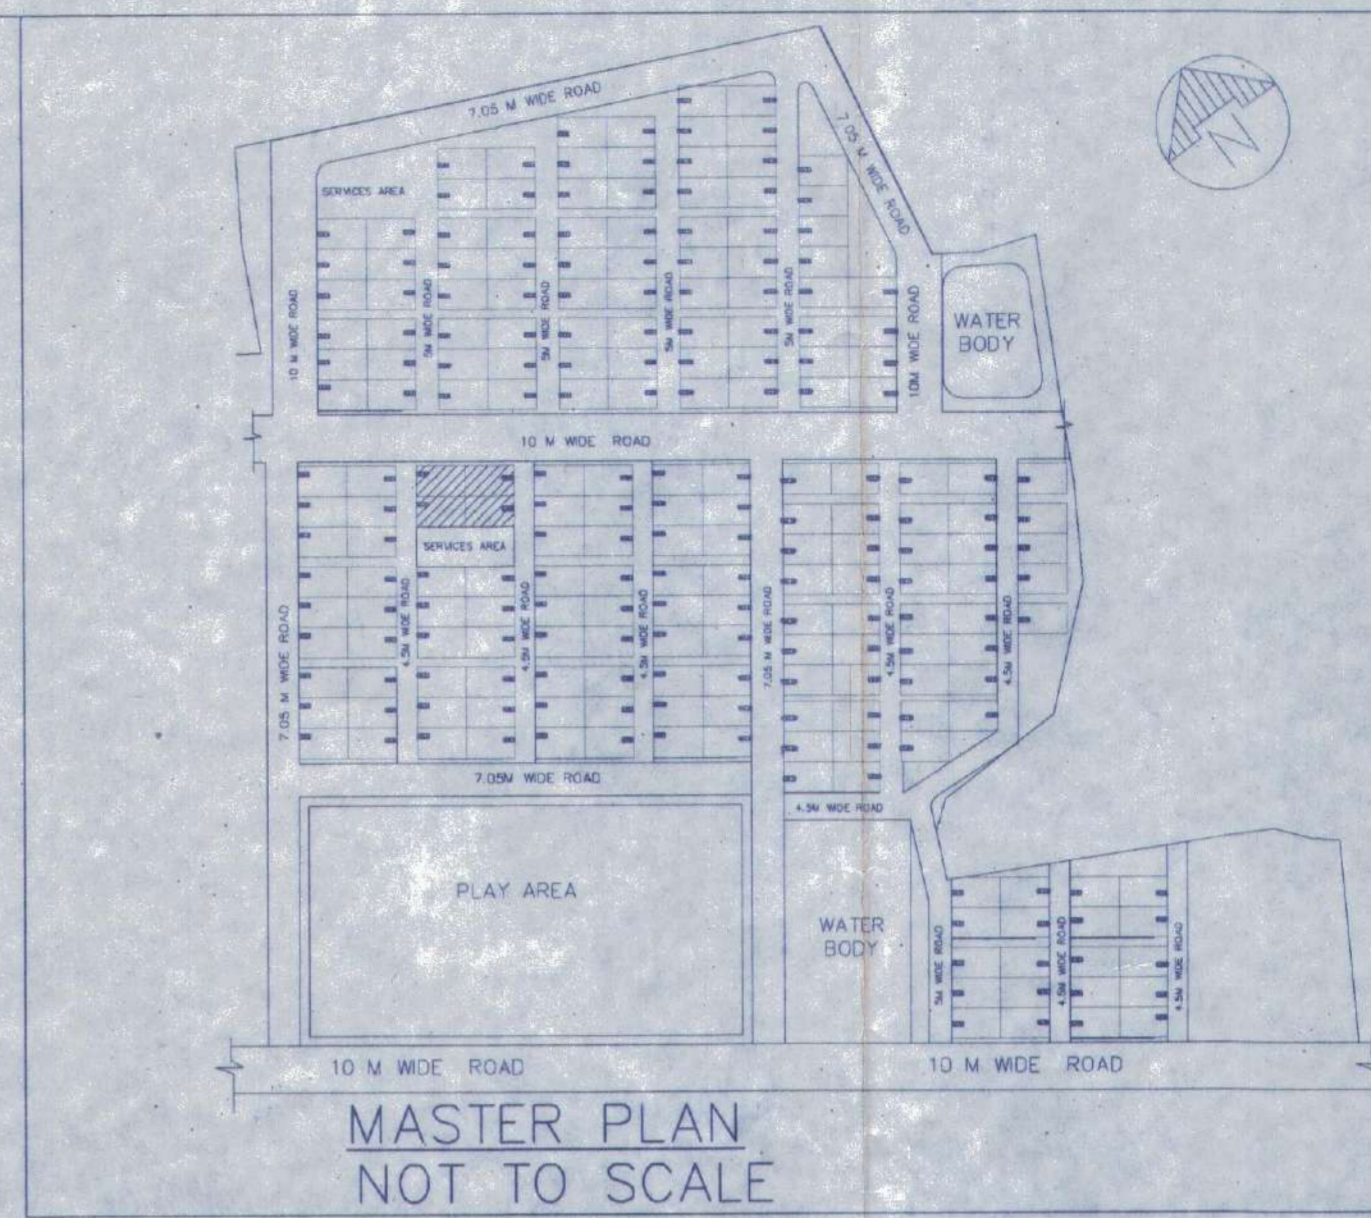 7.05 M WIDE ROAD
7.05 M WIDE ROAD
N
SERVICES AREA
10 M WIDE ROAD
5M WIDE ROAD
5M WIDE ROAD
5M WIDE ROAD
5M WIDE ROAD
10M WIDE ROAD
WATER
BODY
10 M WIDE ROAD
SERVICES AREA
7.05 M WIDE ROAD
4.5M WIDE ROAD
4.5M WIDE ROAD
4.5M WIDE ROAD
7.05 M WIDE ROAD
4.5M WIDE ROAD
4.5M WIDE ROAD
7.05M WIDE ROAD
4.5M WIDE ROAD
PLAY AREA
WATER
BODY
5M WIDE ROAD
4.5M WIDE ROAD
4.5M WIDE ROAD
10 M WIDE ROAD
10 M WIDE ROAD
MASTER PLAN
NOT TO SCALE